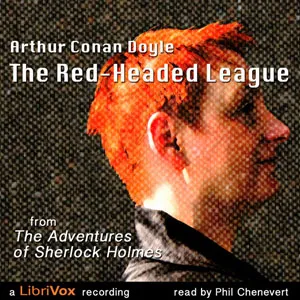 Arthur Conan Doyle
The Red-Headed League
from
The Adventures
of Sherlock Holmes
a LibriVox recording
read by Phil Chenevert